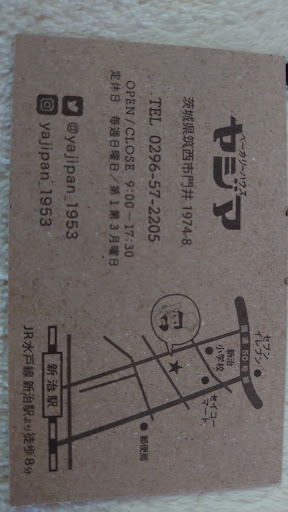 ベーカリーハウス
ヤジマ
茨城県筑西市門井 1974-8
TEL 0296-57-2205
OPEN/CLOSE 9:00～17:30
定休日 毎週日曜日／第1第3月曜日
@yajipan_1953
yajipan_1953
セブン
イレブン
国道50号線
新治
小学校
セイコー
マート
郵便局
新治駅
JR水戸線 新治駅より徒歩8分